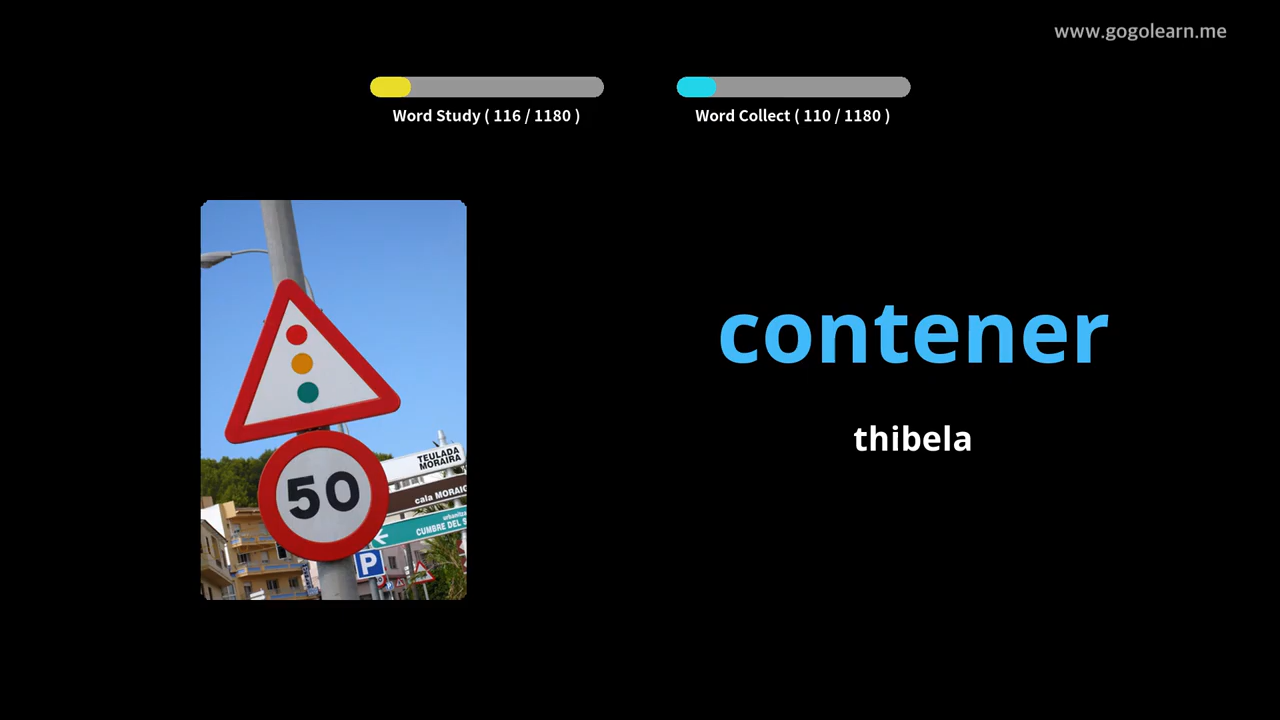 www.gogolearn.me
Word Study ( 116 / 1180 )
Word Collect ( 110 / 1180 )
contener
thibela
50
TEULADA
MORAIRA
cala MORAIG
CUMBRE DEL S
P